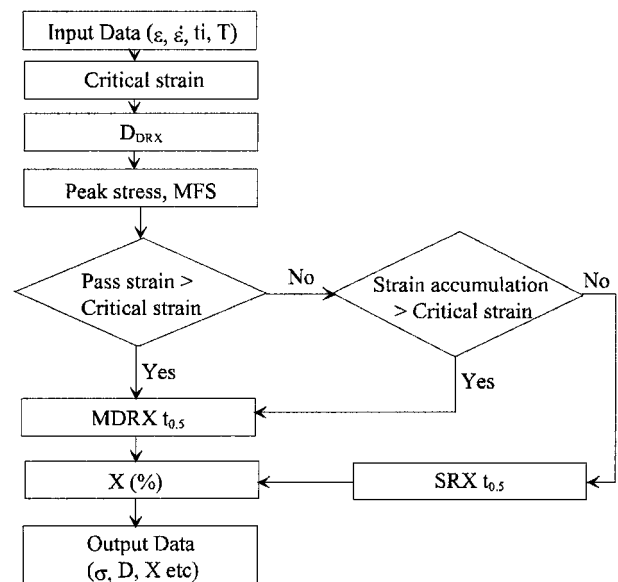 Input Data (ε, ε̇, ti, T)
Critical strain
D_DRX
Peak stress, MFS
Pass strain >
Critical strain
No
Strain accumulation
> Critical strain
No
Yes
Yes
MDRX t_0.5
X (%)
SRX t_0.5
Output Data
(σ, D, X etc)